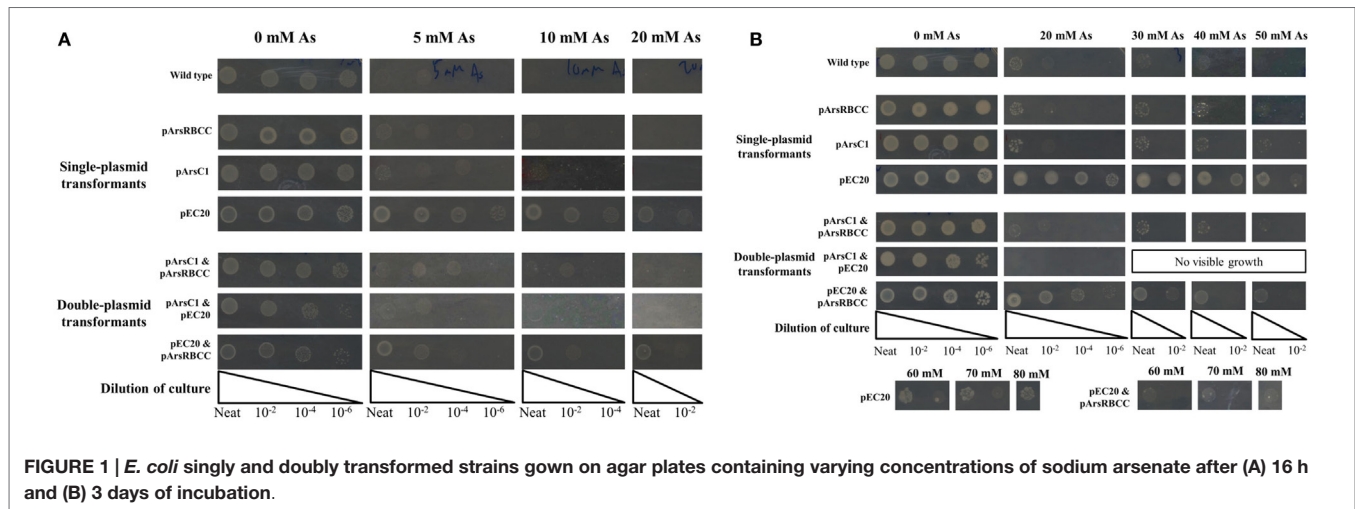 A
0 mM As 5 mM As 10 mM As 20 mM As
Wild type
5mM As 10mM A
pArsRBCC
Single-plasmid
transformants
pArsC1
pEC20
pArsC1 &
pArsRBCC
Double-plasmid
transformants
pArsC1 &
pEC20
pEC20 &
pArsRBCC
Dilution of culture
Neat 10⁻² 10⁻⁴ 10⁻⁶ Neat 10⁻² 10⁻⁴ 10⁻⁶ Neat 10⁻² 10⁻⁴ Neat 10⁻²
B
0 mM As 20 mM As 30 mM As 40 mM As 50 mM As
Wild type
pArsRBCC
Single-plasmid
transformants
pArsC1
pEC20
pArsC1 &
pArsRBCC
Double-plasmid
transformants
pArsC1 &
pEC20
No visible growth
pEC20 &
pArsRBCC
Dilution of culture
Neat 10⁻² 10⁻⁴ 10⁻⁶ Neat 10⁻² 10⁻⁴ 10⁻⁶ Neat 10⁻² Neat 10⁻² Neat 10⁻²
60 mM 70 mM 80 mM
pEC20
60 mM 70 mM 80 mM
pEC20 &
pArsRBCC
FIGURE 1 | E. coli singly and doubly transformed strains gown on agar plates containing varying concentrations of sodium arsenate after (A) 16 h
and (B) 3 days of incubation.